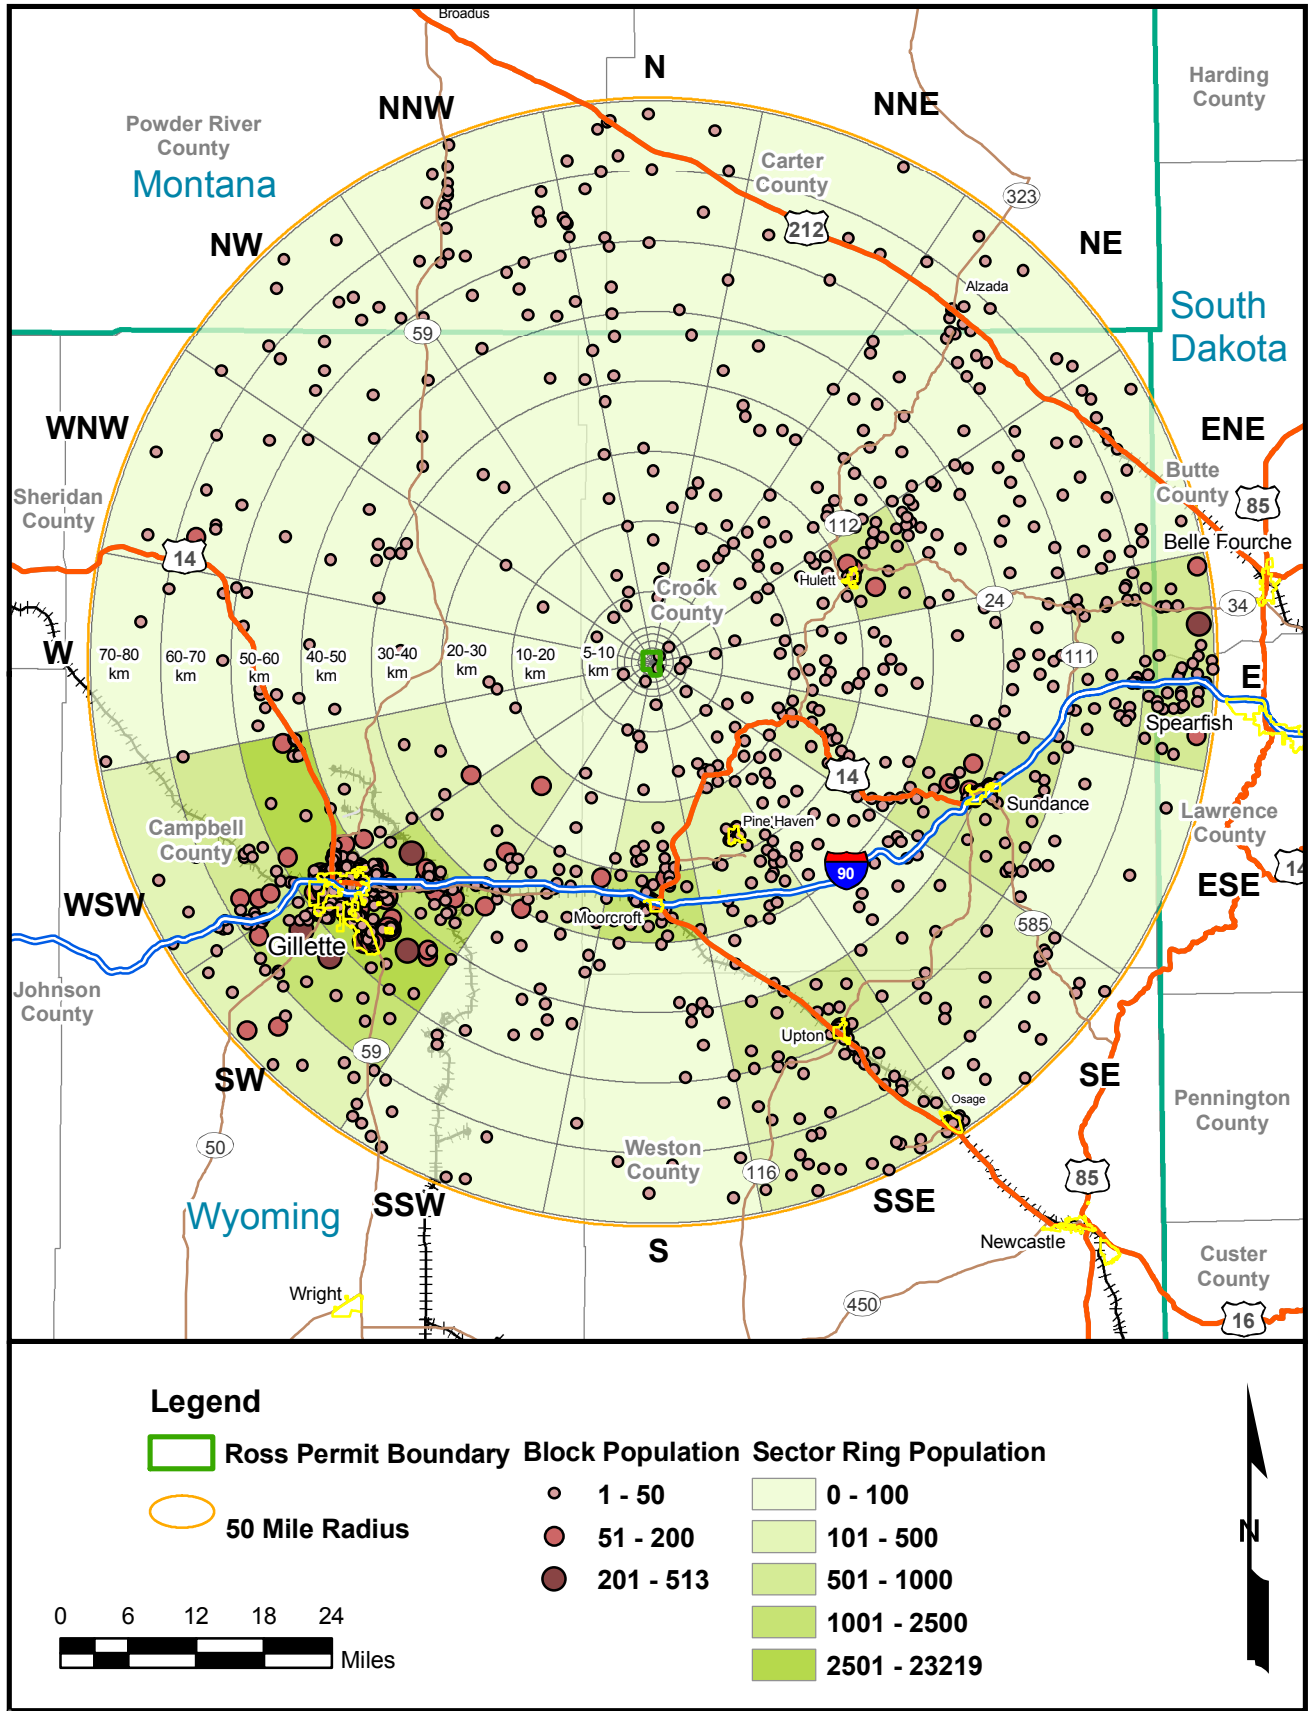 Broadus
N
NNW
NNE
Harding
County
Powder River
County
Montana
Carter
County
323
212
NW
NE
Alzada
South
Dakota
59
WNW
ENE
Sheridan
County
Butte
County
85
112
14
Belle Fourche
Hulett
Crook
County
24
34
W
70-80
km
60-70
km
50-60
km
40-50
km
30-40
km
20-30
km
10-20
km
5-10
km
111
E
Spearfish
14
Sundance
Pine Haven
Campbell
County
Lawrence
County
14
90
ESE
WSW
Moorcroft
Gillette
585
Johnson
County
Upton
59
SW
SE
Osage
Pennington
County
50
Weston
County
116
85
SSW
SSE
Wyoming
S
Newcastle
Custer
County
Wright
450
16
Legend
Ross Permit Boundary
50 Mile Radius
Block Population
1 - 50
51 - 200
201 - 513
Sector Ring Population
0 - 100
101 - 500
501 - 1000
1001 - 2500
2501 - 23219
N
0 6 12 18 24
Miles